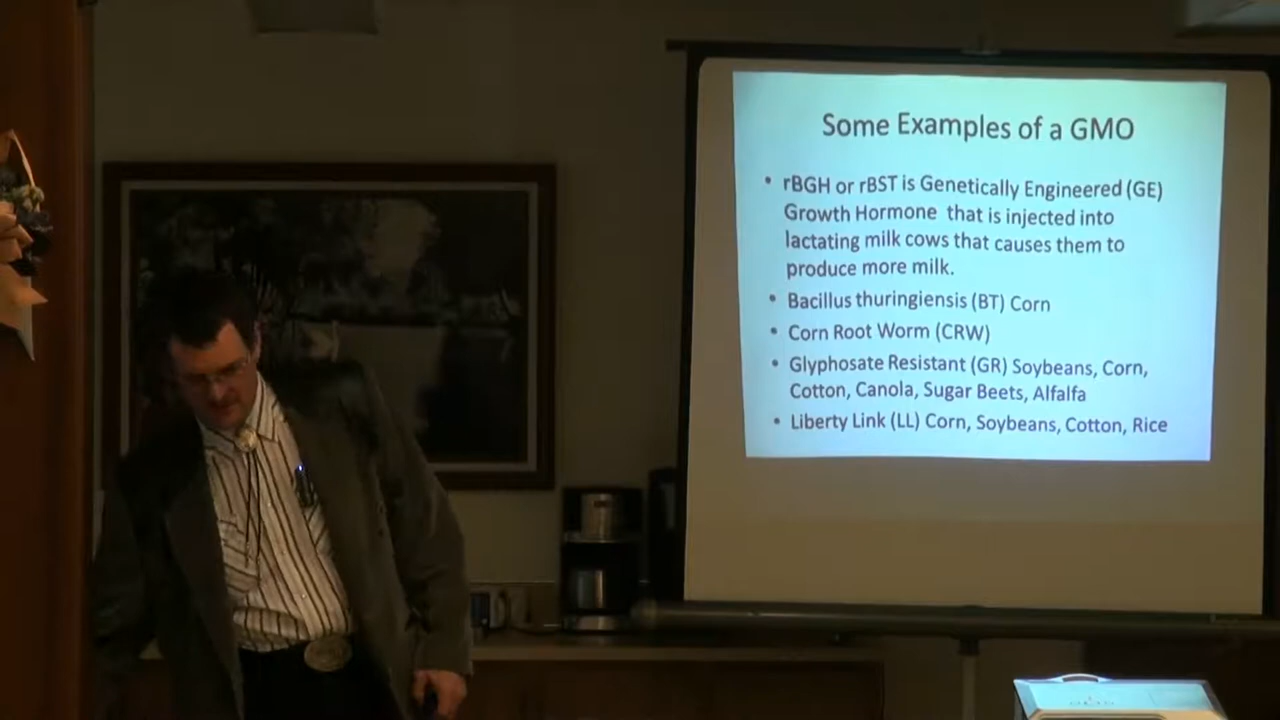 Some Examples of a GMO
• rBGH or rBST is Genetically Engineered (GE)
Growth Hormone that is injected into
lactating milk cows that causes them to
produce more milk.
• Bacillus thuringiensis (BT) Corn
• Corn Root Worm (CRW)
• Glyphosate Resistant (GR) Soybeans, Corn,
Cotton, Canola, Sugar Beets, Alfalfa
• Liberty Link (LL) Corn, Soybeans, Cotton, Rice